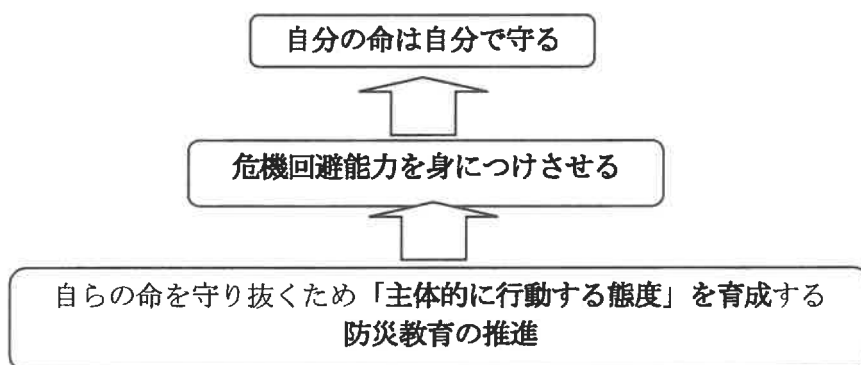 自分の命は自分で守る
危機回避能力を身につけさせる
自らの命を守り抜くため「主体的に行動する態度」を育成する
防災教育の推進